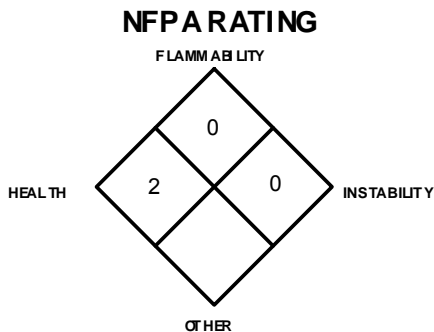 NFPA RATING
FLAMMABILITY
0
HEALTH 2 0 INSTABILITY
OTHER